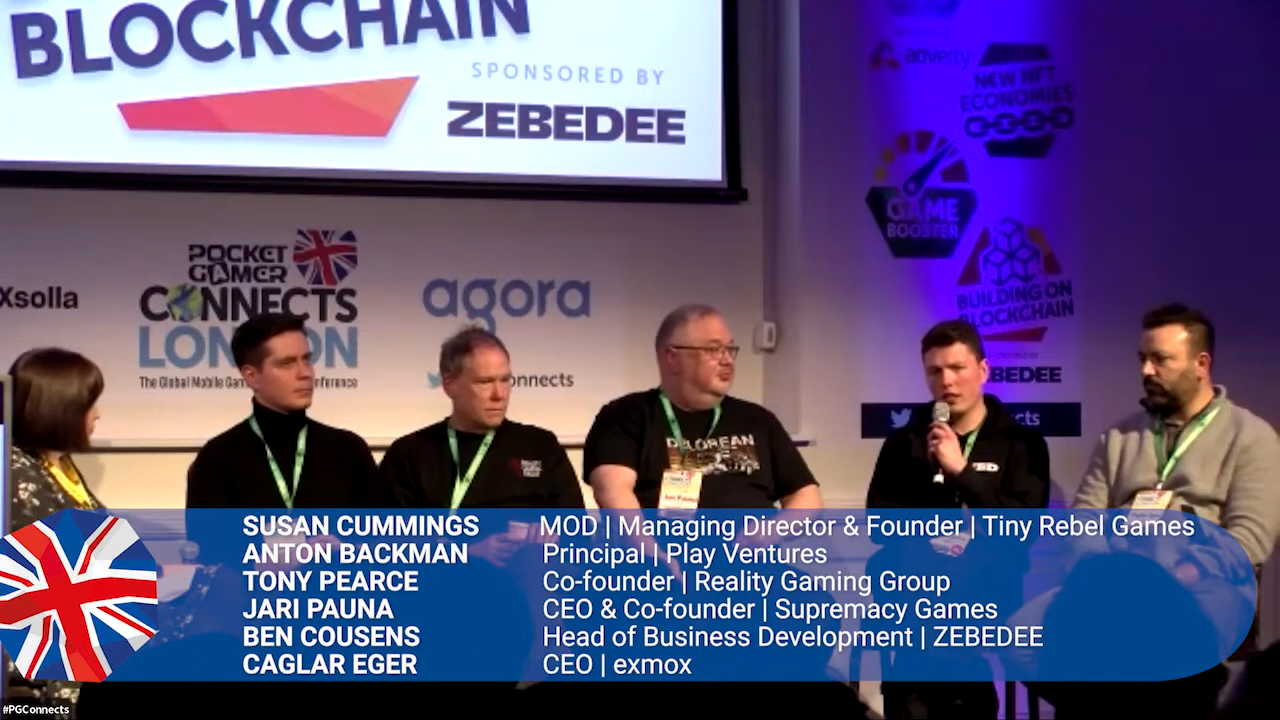 BLOCKCHAIN
SPONSORED BY
ZEBEDEE
adverty
NEW NFT
ECONOMIES
GAME
BOOSTER
BUILDING ON
BLOCKCHAIN
Xsolla
POCKET
GAMER
CONNECTS
LONDON
The Global Mobile
agora
DELOREAN
SUSAN CUMMINGS MOD | Managing Director & Founder | Tiny Rebel Games
ANTON BACKMAN Principal | Play Ventures
TONY PEARCE Co-founder | Reality Gaming Group
JARI PAUNA CEO & Co-founder | Supremacy Games
BEN COUSENS Head of Business Development | ZEBEDEE
CAGLAR EGER CEO | exmox
#PGConnects